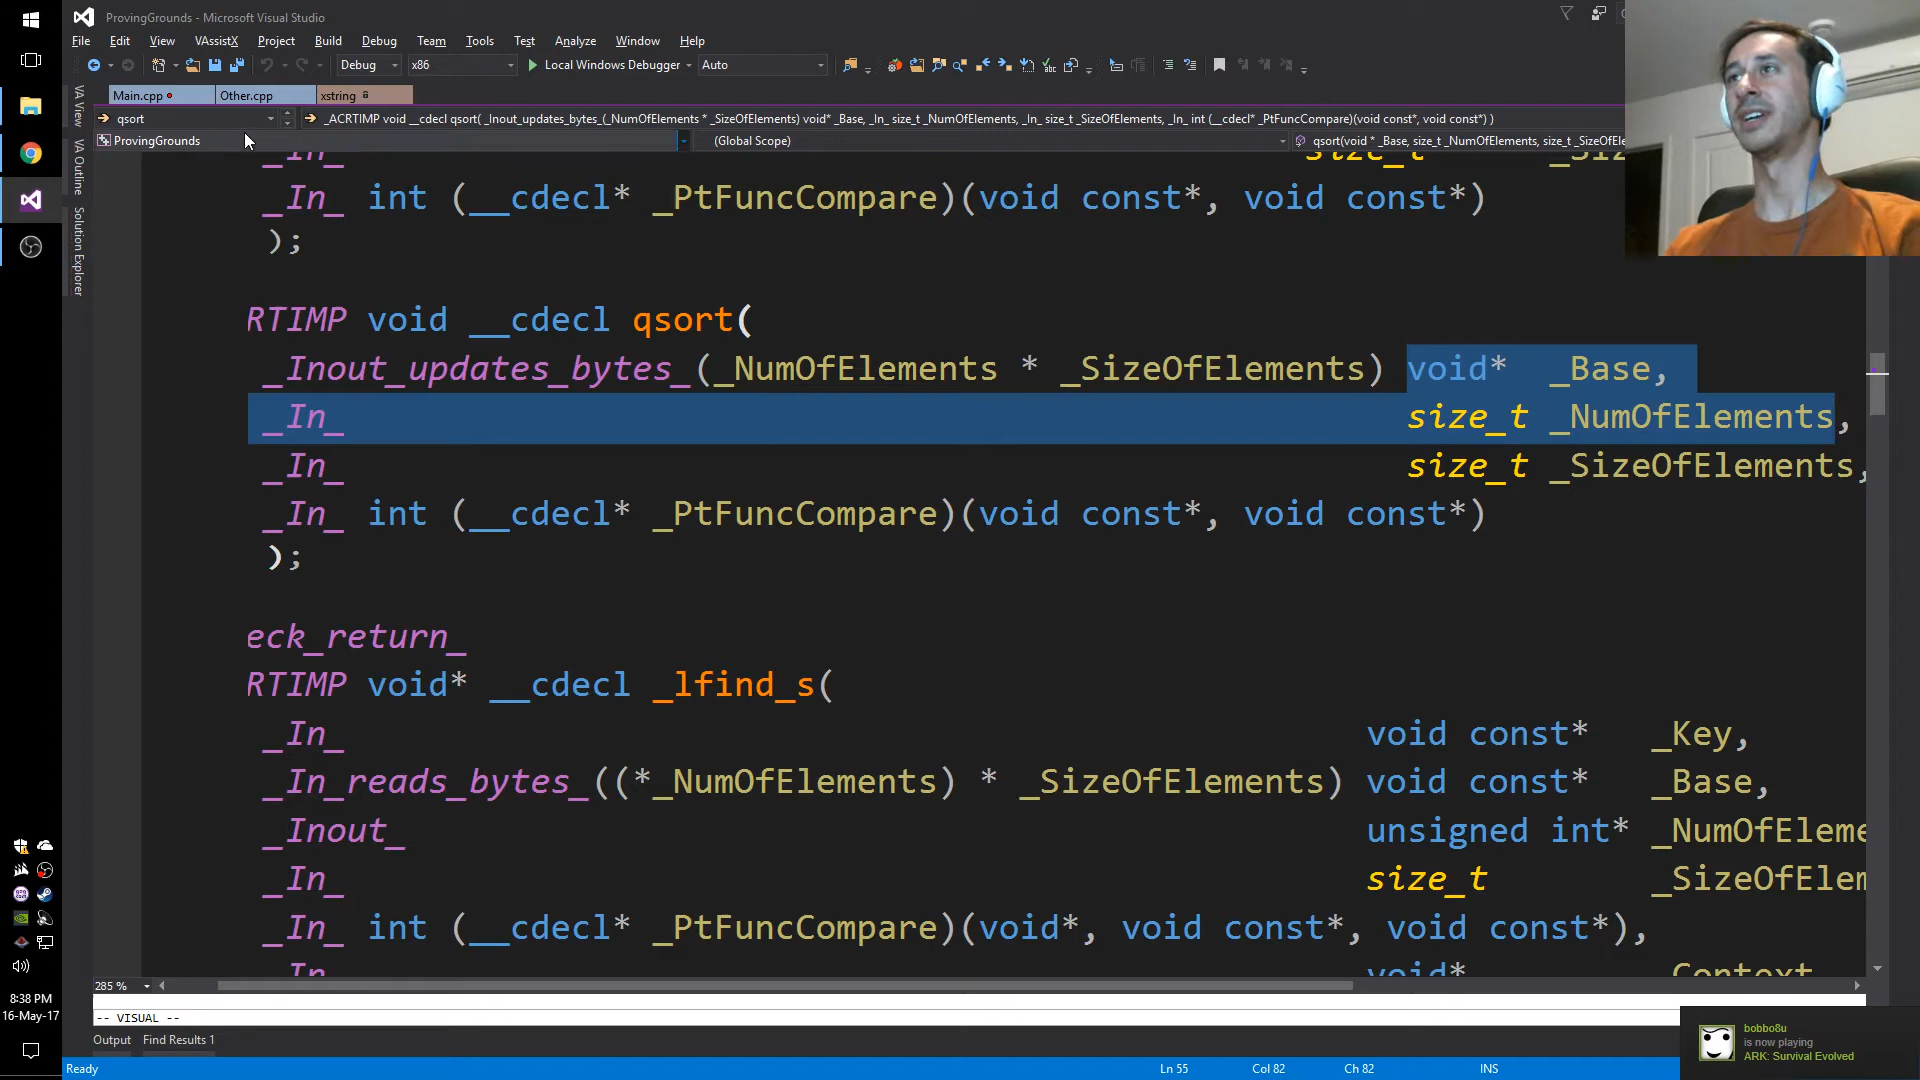 ProvingGrounds - Microsoft Visual Studio
File Edit View VAssistX Project Build Debug Team Tools Test Analyze Window Help
Debug x86 Local Windows Debugger Auto
Main.cpp Other.cpp xstring
qsort _ACRTIMP void __cdecl qsort( _Inout_updates_bytes_(_NumOfElements * _SizeOfElements) void* _Base, _In_ size_t _NumOfElements, _In_ size_t _SizeOfElements, _In_ int (__cdecl* _PtFuncCompare)(void const*, void const*) )
ProvingGrounds (Global Scope) qsort(void * _Base, size_t _NumOfElements, size_t _SizeOfEle
VA View
VA Outline
Solution Explorer
_In_ size_t
_In_ int (__cdecl* _PtFuncCompare)(void const*, void const*)
);
RTIMP void __cdecl qsort(
_Inout_updates_bytes_(_NumOfElements * _SizeOfElements) void* _Base,
_In_ size_t _NumOfElements,
_In_ size_t _SizeOfElements,
_In_ int (__cdecl* _PtFuncCompare)(void const*, void const*)
);
eck_return_
RTIMP void* __cdecl _lfind_s(
_In_ void const* _Key,
_In_reads_bytes_((*_NumOfElements) * _SizeOfElements) void const* _Base,
_Inout_ unsigned int* _NumOfEleme
_In_ size_t _SizeOfElem
_In_ int (__cdecl* _PtFuncCompare)(void*, void const*, void const*),
_In_ void* _Context
285 %
-- VISUAL --
Output Find Results 1
Ready Ln 55 Col 82 Ch 82 INS
8:38 PM
16-May-17
bobbo8u
is now playing
ARK: Survival Evolved